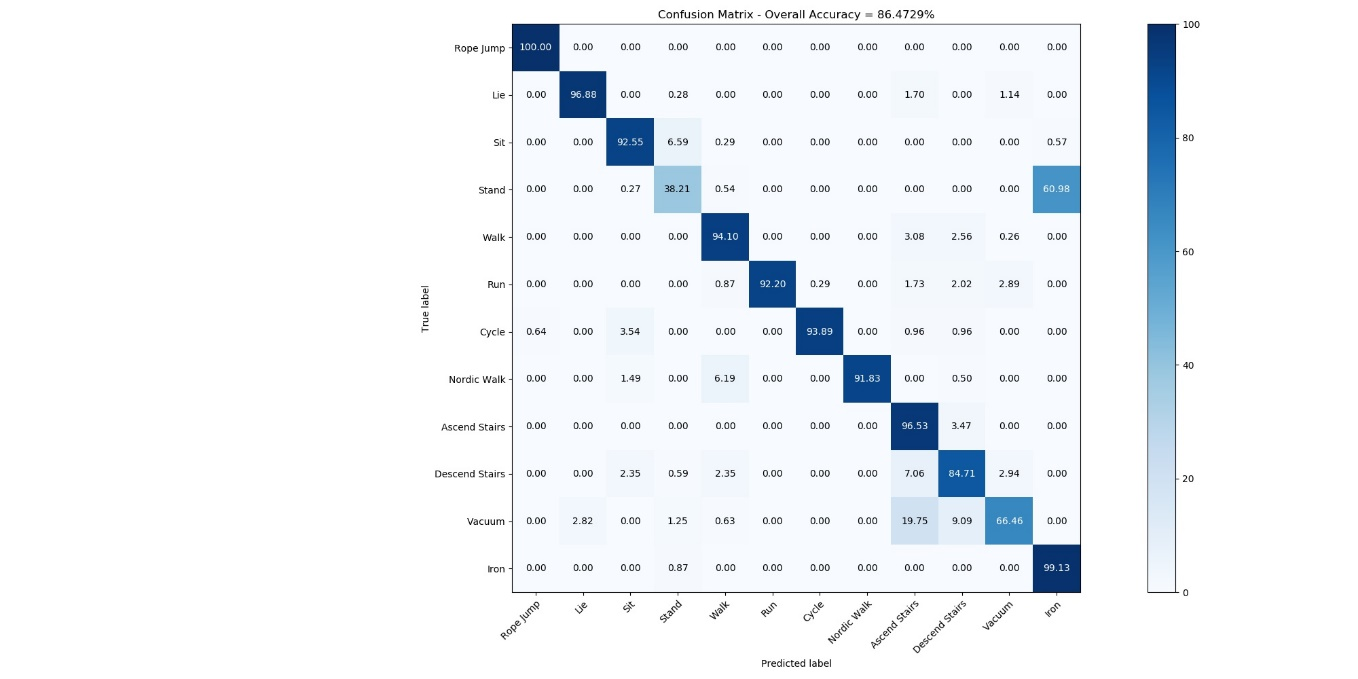 Confusion Matrix - Overall Accuracy = 86.4729%
Rope Jump 100.00 0.00 0.00 0.00 0.00 0.00 0.00 0.00 0.00 0.00 0.00 0.00
Lie 0.00 96.88 0.00 0.28 0.00 0.00 0.00 0.00 1.70 0.00 1.14 0.00
Sit 0.00 0.00 92.55 6.59 0.29 0.00 0.00 0.00 0.00 0.00 0.00 0.57
Stand 0.00 0.00 0.27 38.21 0.54 0.00 0.00 0.00 0.00 0.00 0.00 60.98
Walk 0.00 0.00 0.00 0.00 94.10 0.00 0.00 0.00 3.08 2.56 0.26 0.00
Run 0.00 0.00 0.00 0.00 0.87 92.20 0.29 0.00 1.73 2.02 2.89 0.00
Cycle 0.64 0.00 3.54 0.00 0.00 0.00 93.89 0.00 0.96 0.96 0.00 0.00
Nordic Walk 0.00 0.00 1.49 0.00 6.19 0.00 0.00 91.83 0.00 0.50 0.00 0.00
Ascend Stairs 0.00 0.00 0.00 0.00 0.00 0.00 0.00 0.00 96.53 3.47 0.00 0.00
Descend Stairs 0.00 0.00 2.35 0.59 2.35 0.00 0.00 0.00 7.06 84.71 2.94 0.00
Vacuum 0.00 2.82 0.00 1.25 0.63 0.00 0.00 0.00 19.75 9.09 66.46 0.00
Iron 0.00 0.00 0.00 0.87 0.00 0.00 0.00 0.00 0.00 0.00 0.00 99.13
True label
Rope Jump Lie Sit Stand Walk Run Cycle Nordic Walk Ascend Stairs Descend Stairs Vacuum Iron
Predicted label
100
80
60
40
20
0